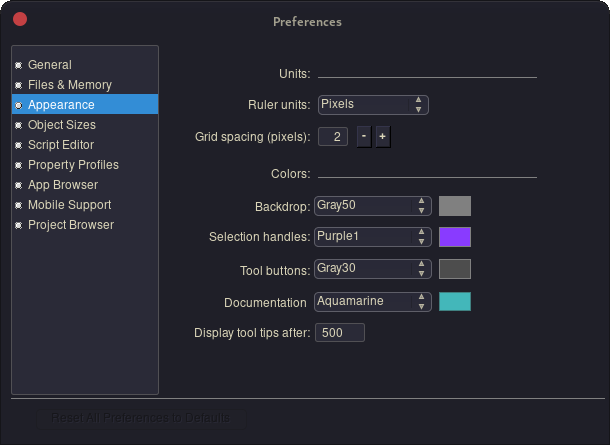 Preferences
General
Files & Memory
Appearance
Object Sizes
Script Editor
Property Profiles
App Browser
Mobile Support
Project Browser
Units:
Ruler units: Pixels
Grid spacing (pixels): 2 - +
Colors:
Backdrop: Gray50
Selection handles: Purple1
Tool buttons: Gray30
Documentation Aquamarine
Display tool tips after: 500
Reset All Preferences to Defaults